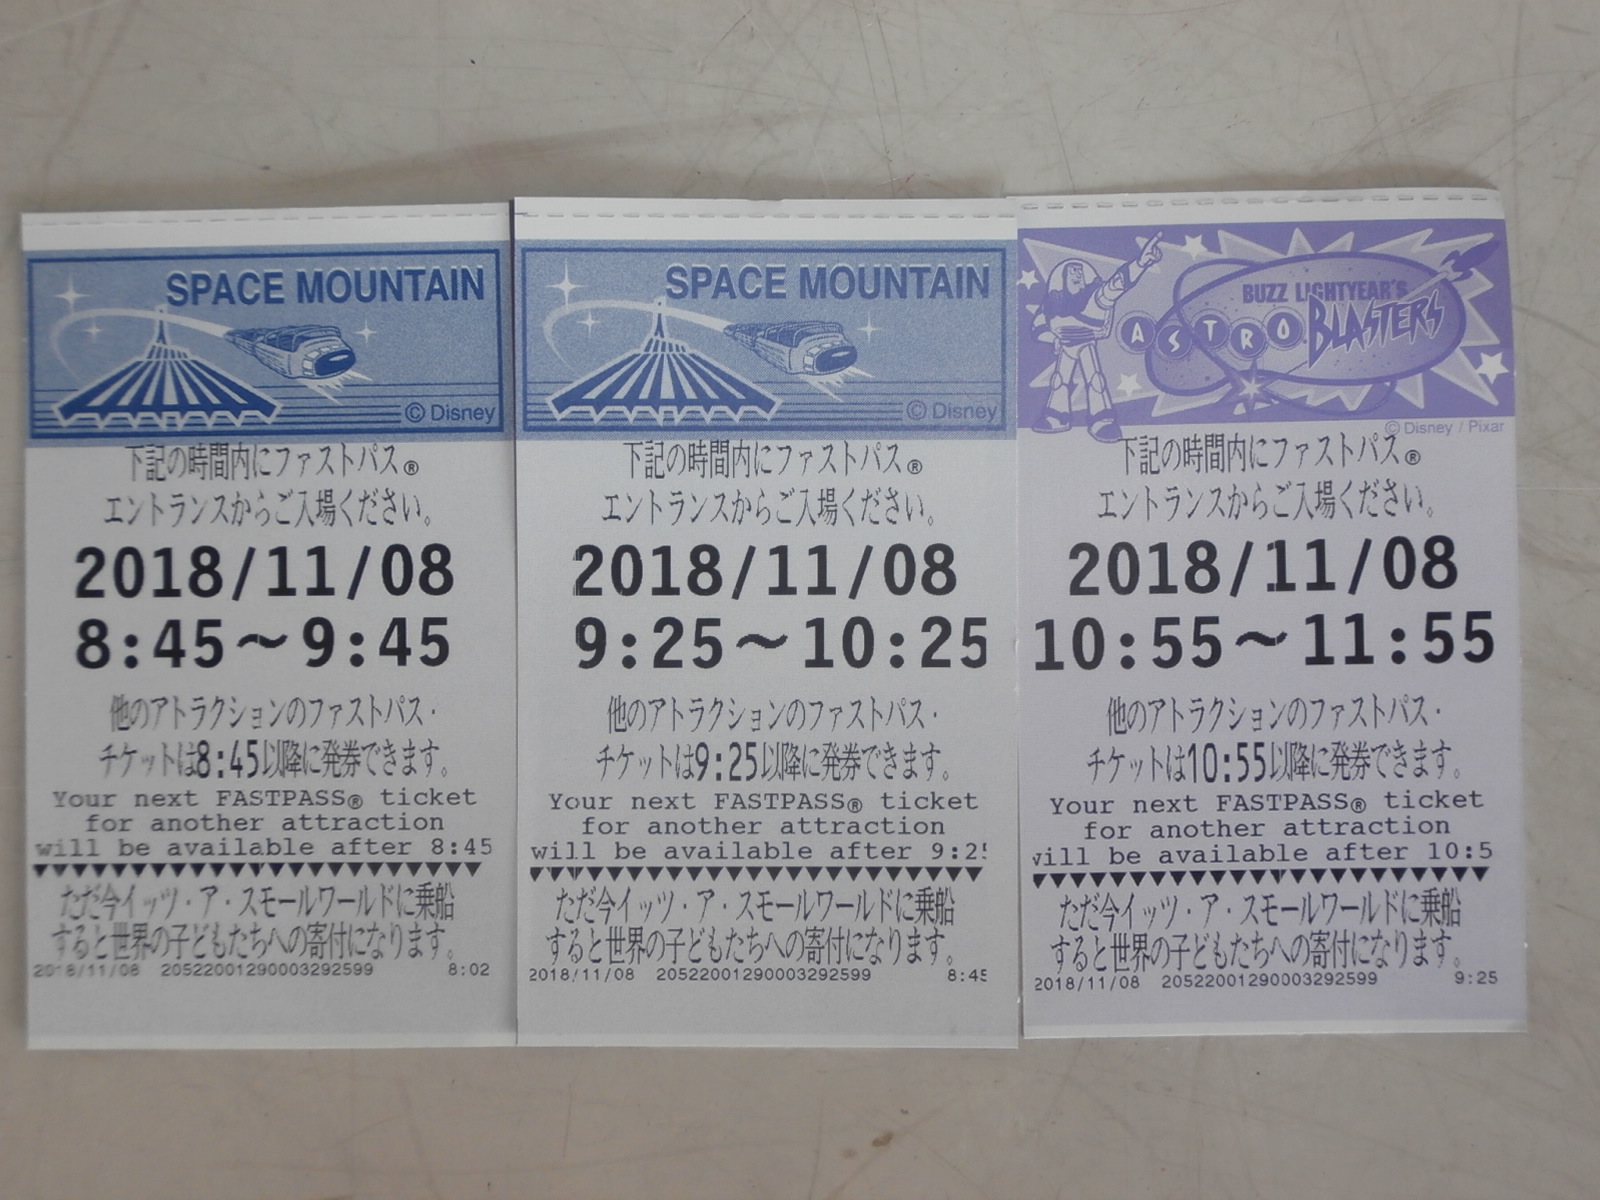 SPACE MOUNTAIN
© Disney
下記の時間内にファストパス®
エントランスからご入場ください。
2018/11/08
8:45～9:45
他のアトラクションのファストパス・
チケットは8:45以降に発券できます。
Your next FASTPASS® ticket
for another attraction
will be available after 8:45
▼▼▼▼▼▼▼▼▼▼▼▼▼▼▼▼▼▼▼▼▼▼▼▼
ただ今イッツ・ア・スモールワールドに乗船
すると世界の子どもたちへの寄付になります。
2018/11/08 20522001290003292599 8:02
SPACE MOUNTAIN
© Disney
下記の時間内にファストパス®
エントランスからご入場ください。
2018/11/08
9:25～10:25
他のアトラクションのファストパス・
チケットは9:25以降に発券できます。
Your next FASTPASS® ticket
for another attraction
will be available after 9:25
▼▼▼▼▼▼▼▼▼▼▼▼▼▼▼▼▼▼▼▼▼▼▼▼
ただ今イッツ・ア・スモールワールドに乗船
すると世界の子どもたちへの寄付になります。
2018/11/08 20522001290003292599 8:45
BUZZ LIGHTYEAR'S
ASTRO BLASTERS
© Disney / Pixar
下記の時間内にファストパス®
エントランスからご入場ください。
2018/11/08
10:55～11:55
他のアトラクションのファストパス・
チケットは10:55以降に発券できます。
Your next FASTPASS® ticket
for another attraction
will be available after 10:5
▼▼▼▼▼▼▼▼▼▼▼▼▼▼▼▼▼▼▼▼▼▼▼▼
ただ今イッツ・ア・スモールワールドに乗船
すると世界の子どもたちへの寄付になります。
2018/11/08 20522001290003292599 9:25